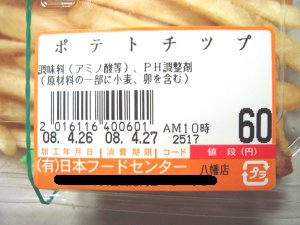 ポテトチップ
調味料（アミノ酸等）、PH調整剤
（原材料の一部に小麦、卵を含む）
2 016116 400601
08. 4.26 08. 4.27 AM10時 2517 60
加工年月日 消費期限 コード 値段(円)
(有)日本フードセンター 八幡店
プラ